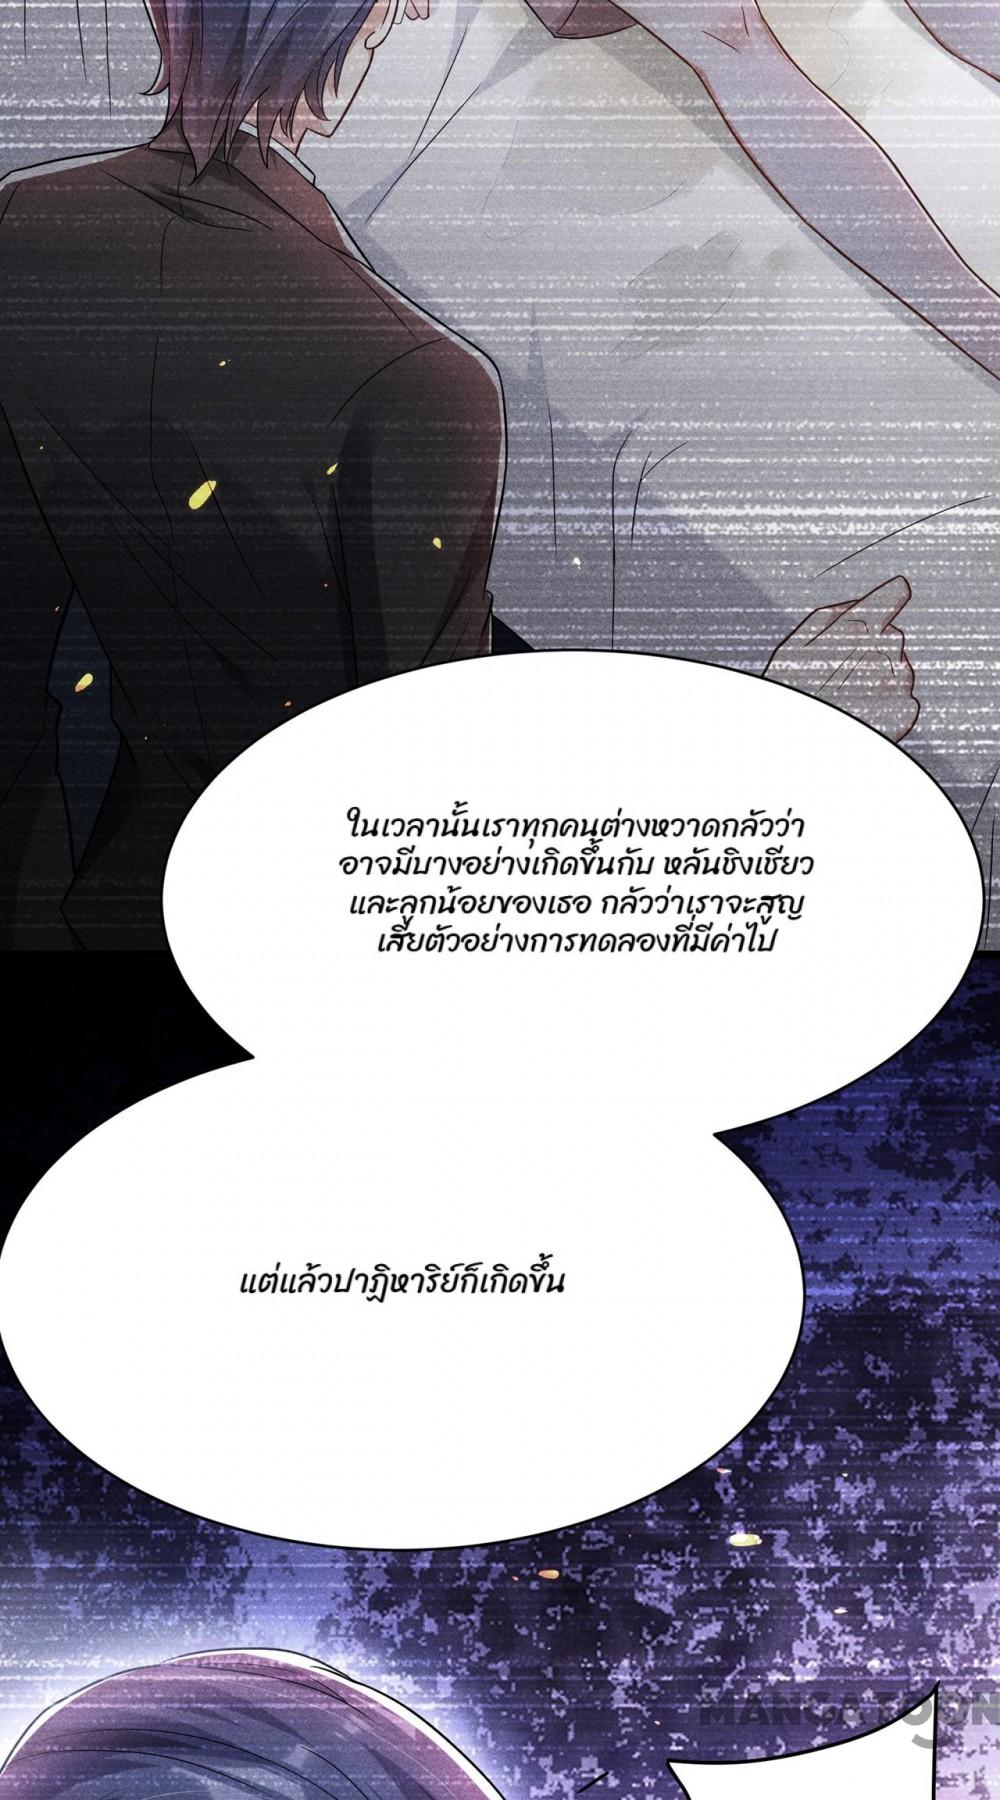 ในเวลานั้นเราทุกคนต่างหวาดกลัวว่า
อาจมีบางอย่างเกิดขึ้นกับ หลันชิงเชียว
และลูกน้อยของเธอ กลัวว่าเราจะสูญ
เสียตัวอย่างการทดลองที่มีค่าไป
แต่แล้วปาฏิหาริย์ก็เกิดขึ้น
MANGATOON